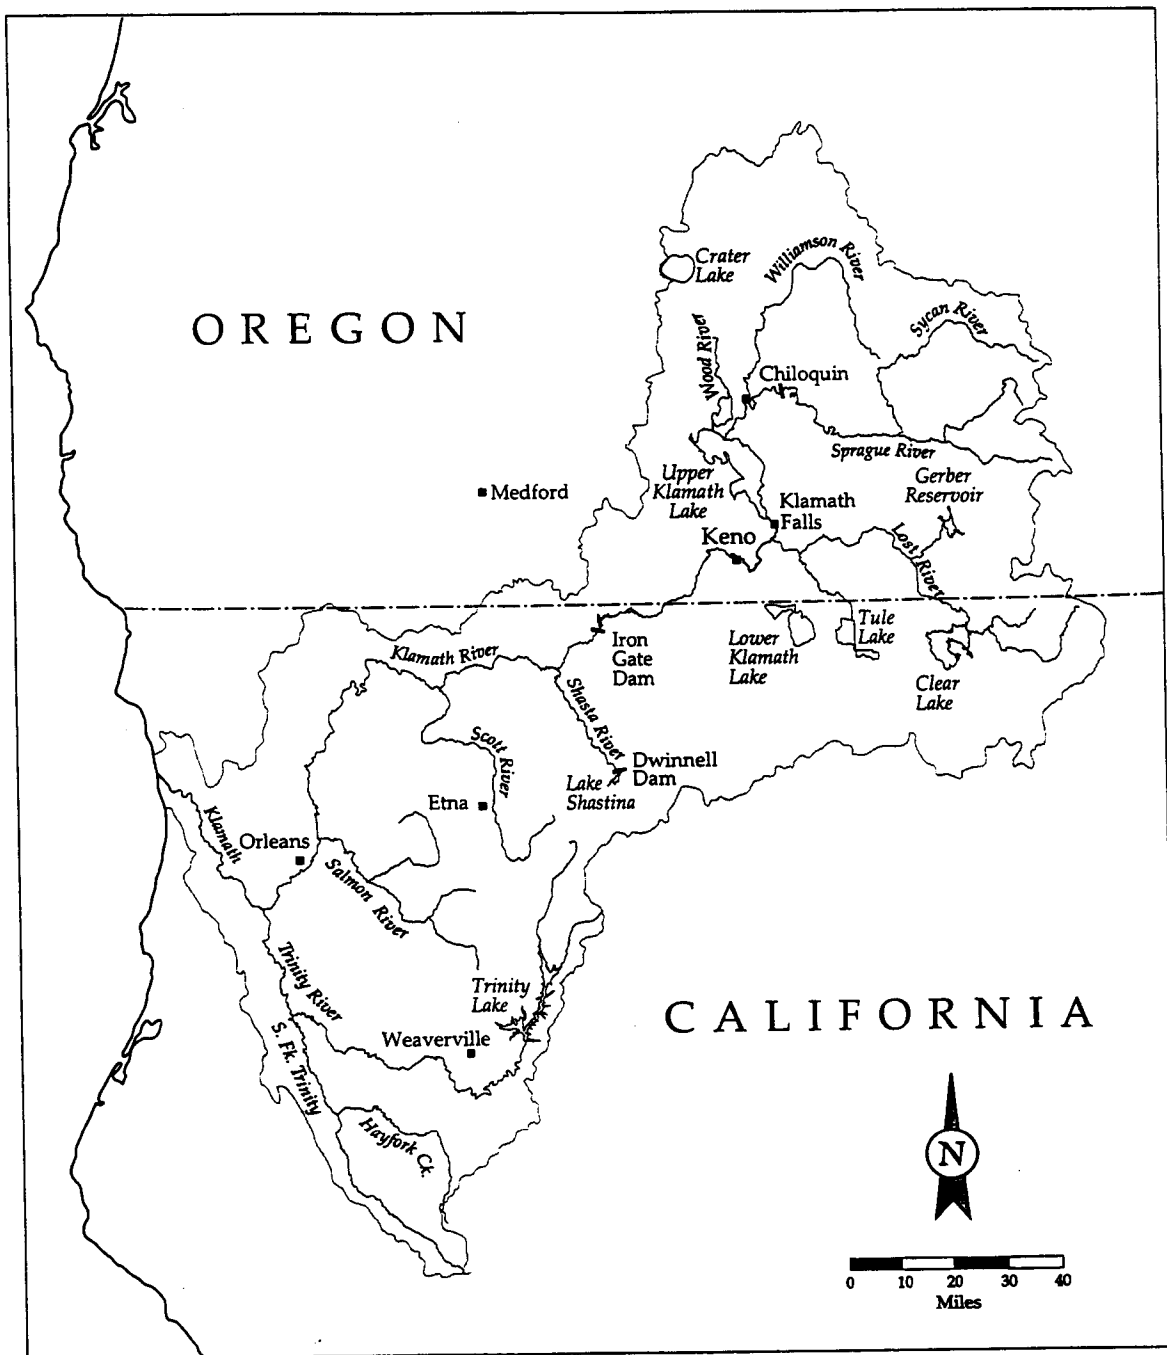 Crater
Lake
Williamson River
Sycan River
OREGON
Wood River
Chiloquin
Sprague River
Upper
Klamath
Lake
Gerber
Reservoir
Medford
Klamath
Falls
Keno
Lost River
Iron
Gate
Dam
Lower
Klamath
Lake
Tule
Lake
Clear
Lake
Klamath River
Shasta River
Scott
River
Dwinnell
Dam
Lake
Shastina
Etna
Klamath
Orleans
Salmon River
Trinity River
Trinity
Lake
CALIFORNIA
Weaverville
S. Fk. Trinity
Hayfork Ck.
N
0 10 20 30 40
Miles